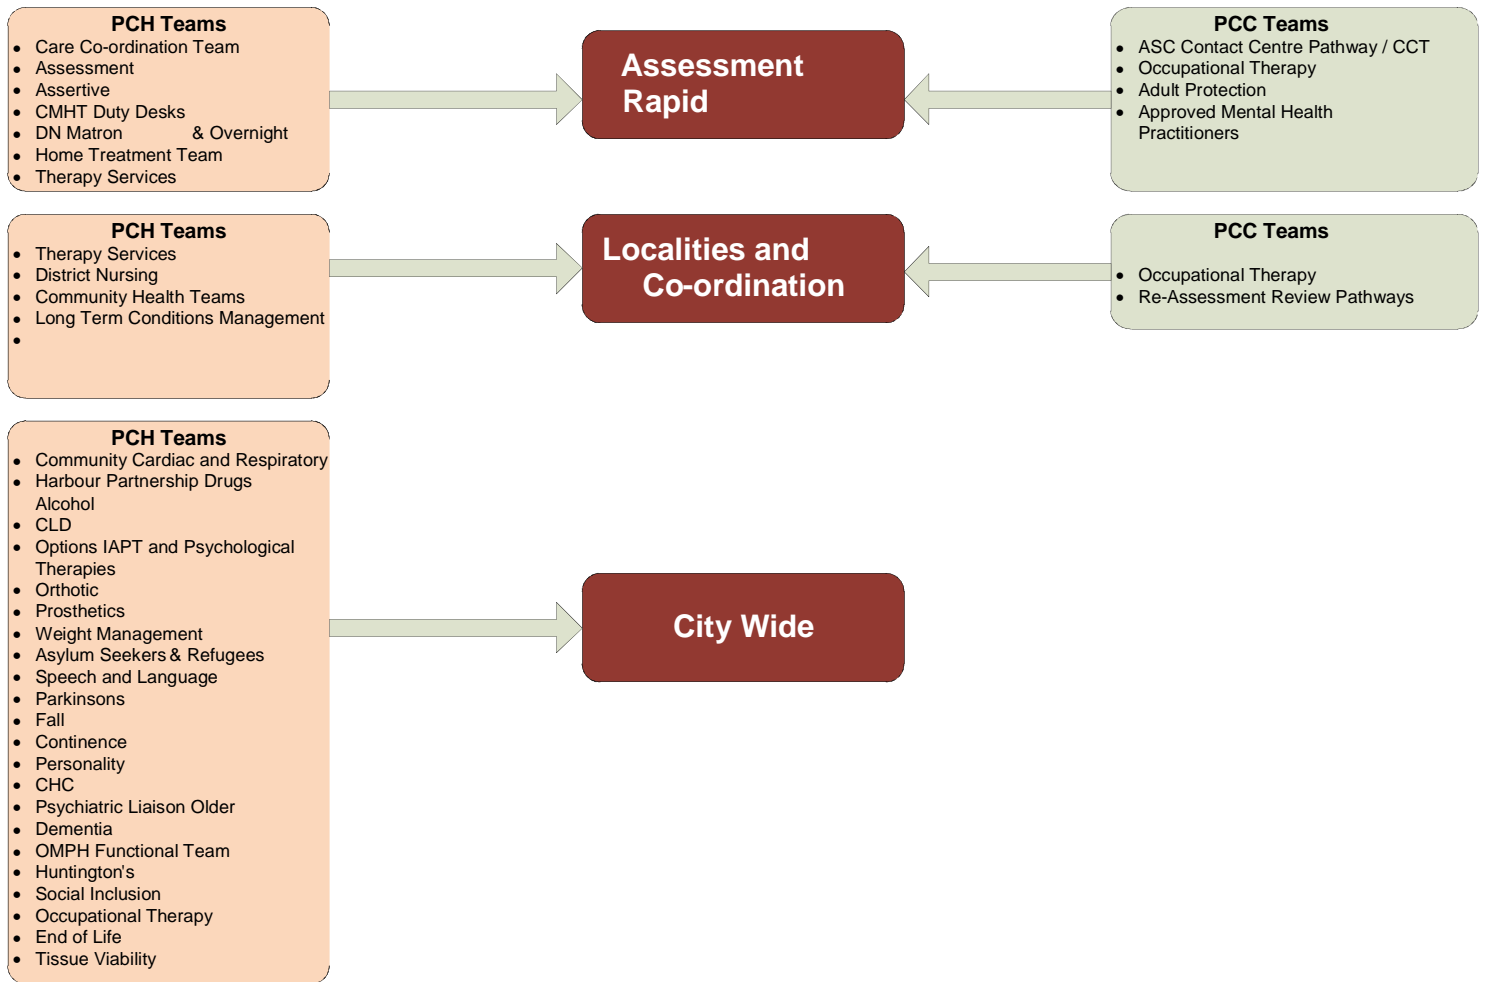 PCH Teams
• Care Co-ordination Team
• Assessment
• Assertive
• CMHT Duty Desks
• DN Matron & Overnight
• Home Treatment Team
• Therapy Services
Assessment
Rapid
PCC Teams
• ASC Contact Centre Pathway / CCT
• Occupational Therapy
• Adult Protection
• Approved Mental Health
Practitioners
PCH Teams
• Therapy Services
• District Nursing
• Community Health Teams
• Long Term Conditions Management
•
Localities and
Co-ordination
PCC Teams
• Occupational Therapy
• Re-Assessment Review Pathways
PCH Teams
• Community Cardiac and Respiratory
• Harbour Partnership Drugs
Alcohol
• CLD
• Options IAPT and Psychological
Therapies
• Orthotic
• Prosthetics
• Weight Management
• Asylum Seekers & Refugees
• Speech and Language
• Parkinsons
• Fall
• Continence
• Personality
• CHC
• Psychiatric Liaison Older
• Dementia
• OMPH Functional Team
• Huntington's
• Social Inclusion
• Occupational Therapy
• End of Life
• Tissue Viability
City Wide